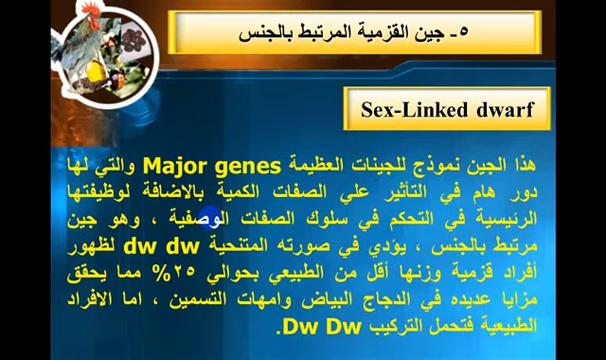 ٥- جين القزمية المرتبط بالجنس
Sex-Linked dwarf
هذا الجين نموذج للجينات العظيمة Major genes والتي لها
دور هام في التأثير علي الصفات الكمية بالاضافة لوظيفتها
الرئيسية في التحكم في سلوك الصفات الوصفية ، وهو جين
مرتبط بالجنس ، يؤدي في صورته المتنحية dw dw لظهور
أفراد قزمية وزنها أقل من الطبيعي بحوالي ٢٥% مما يحقق
مزايا عديده في الدجاج البياض وامهات التسمين ، اما الافراد
الطبيعية فتحمل التركيب Dw Dw.